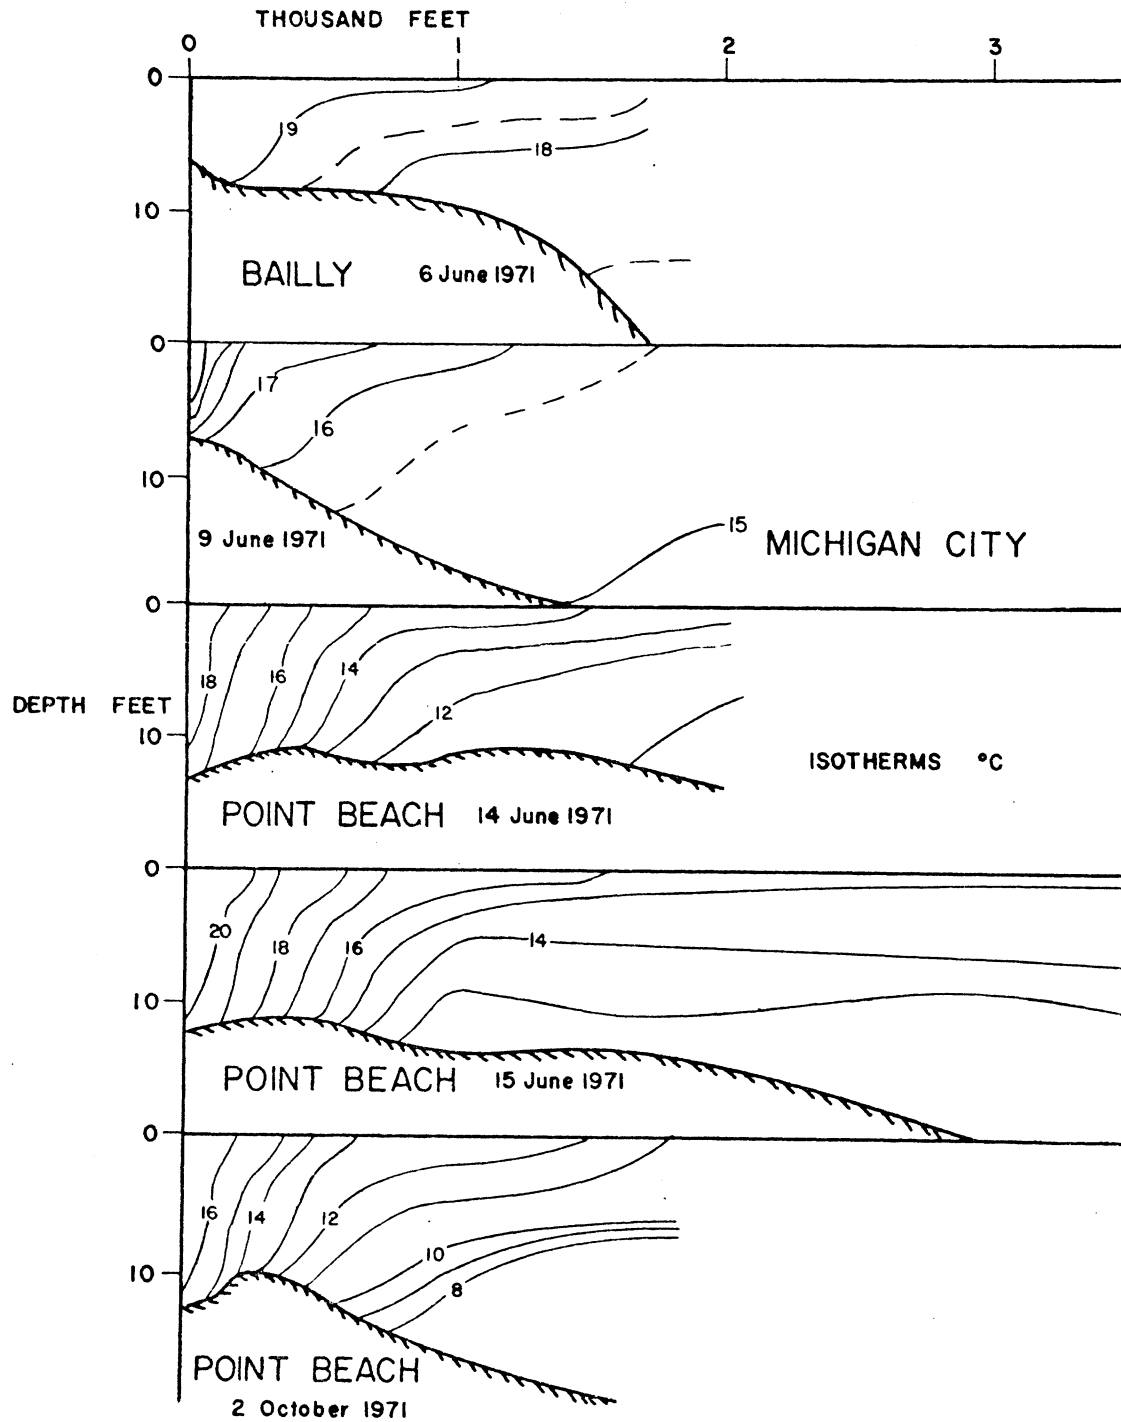 THOUSAND FEET
0 1 2 3
0
19
18
10
BAILLY 6 June 1971
0
17
16
10
15
9 June 1971 MICHIGAN CITY
0
14
16
18
DEPTH FEET
12
10
ISOTHERMS °C
POINT BEACH 14 June 1971
0
20
18
16
14
10
POINT BEACH 15 June 1971
0
16
14
12
10
10
8
POINT BEACH
2 October 1971